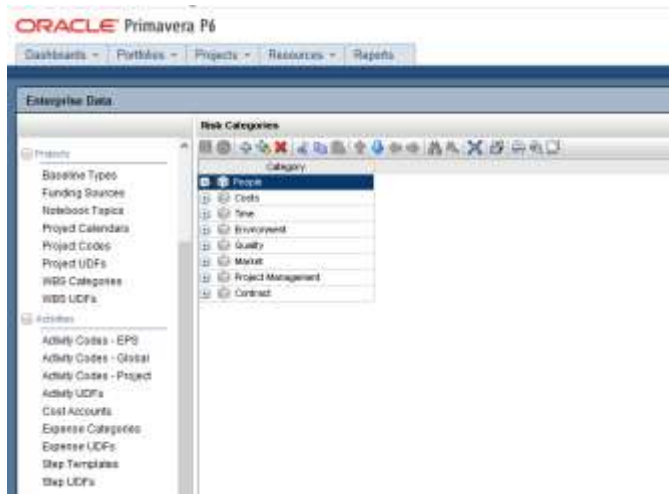 ORACLE Primavera P6
Dashboards Portfolios Projects Resources Reports
Enterprise Data
Risk Categories
Projects
Baseline Types
Funding Sources
Notebook Topics
Project Calendars
Project Codes
Project UDFs
WBS Categories
WBS UDFs
Activities
Activity Codes - EPS
Activity Codes - Global
Activity Codes - Project
Activity UDFs
Cost Accounts
Expense Categories
Expense UDFs
Step Templates
Step UDFs
Category
People
Costs
Time
Environment
Quality
Market
Project Management
Contract